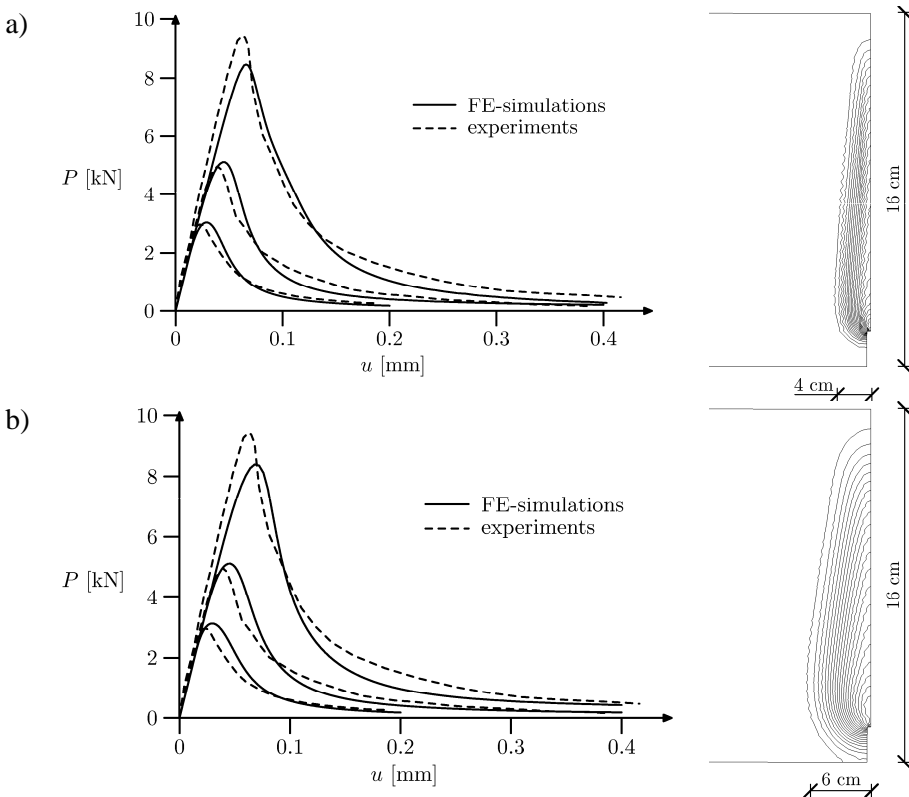 a)
10
8
6
4
2
0
P [kN]
FE-simulations
experiments
0
0.1
0.2
0.3
0.4
u [mm]
16 cm
4 cm
b)
10
8
6
4
2
0
P [kN]
FE-simulations
experiments
0
0.1
0.2
0.3
0.4
u [mm]
16 cm
6 cm